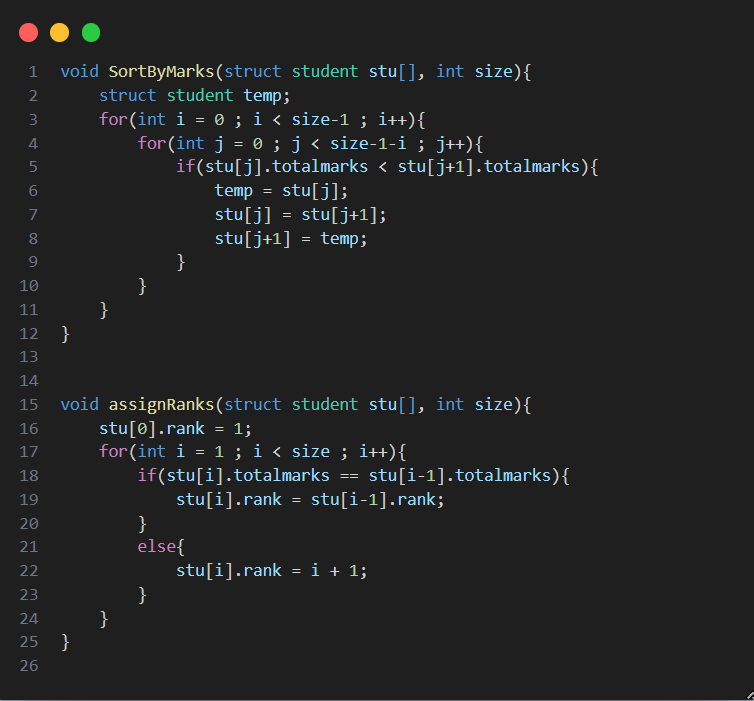 1 void SortByMarks(struct student stu[], int size){
2     struct student temp;
3     for(int i = 0 ; i < size-1 ; i++){
4         for(int j = 0 ; j < size-1-i ; j++){
5             if(stu[j].totalmarks < stu[j+1].totalmarks){
6                 temp = stu[j];
7                 stu[j] = stu[j+1];
8                 stu[j+1] = temp;
9             }
10         }
11     }
12 }
13
14
15 void assignRanks(struct student stu[], int size){
16     stu[0].rank = 1;
17     for(int i = 1 ; i < size ; i++){
18         if(stu[i].totalmarks == stu[i-1].totalmarks){
19             stu[i].rank = stu[i-1].rank;
20         }
21         else{
22             stu[i].rank = i + 1;
23         }
24     }
25 }
26